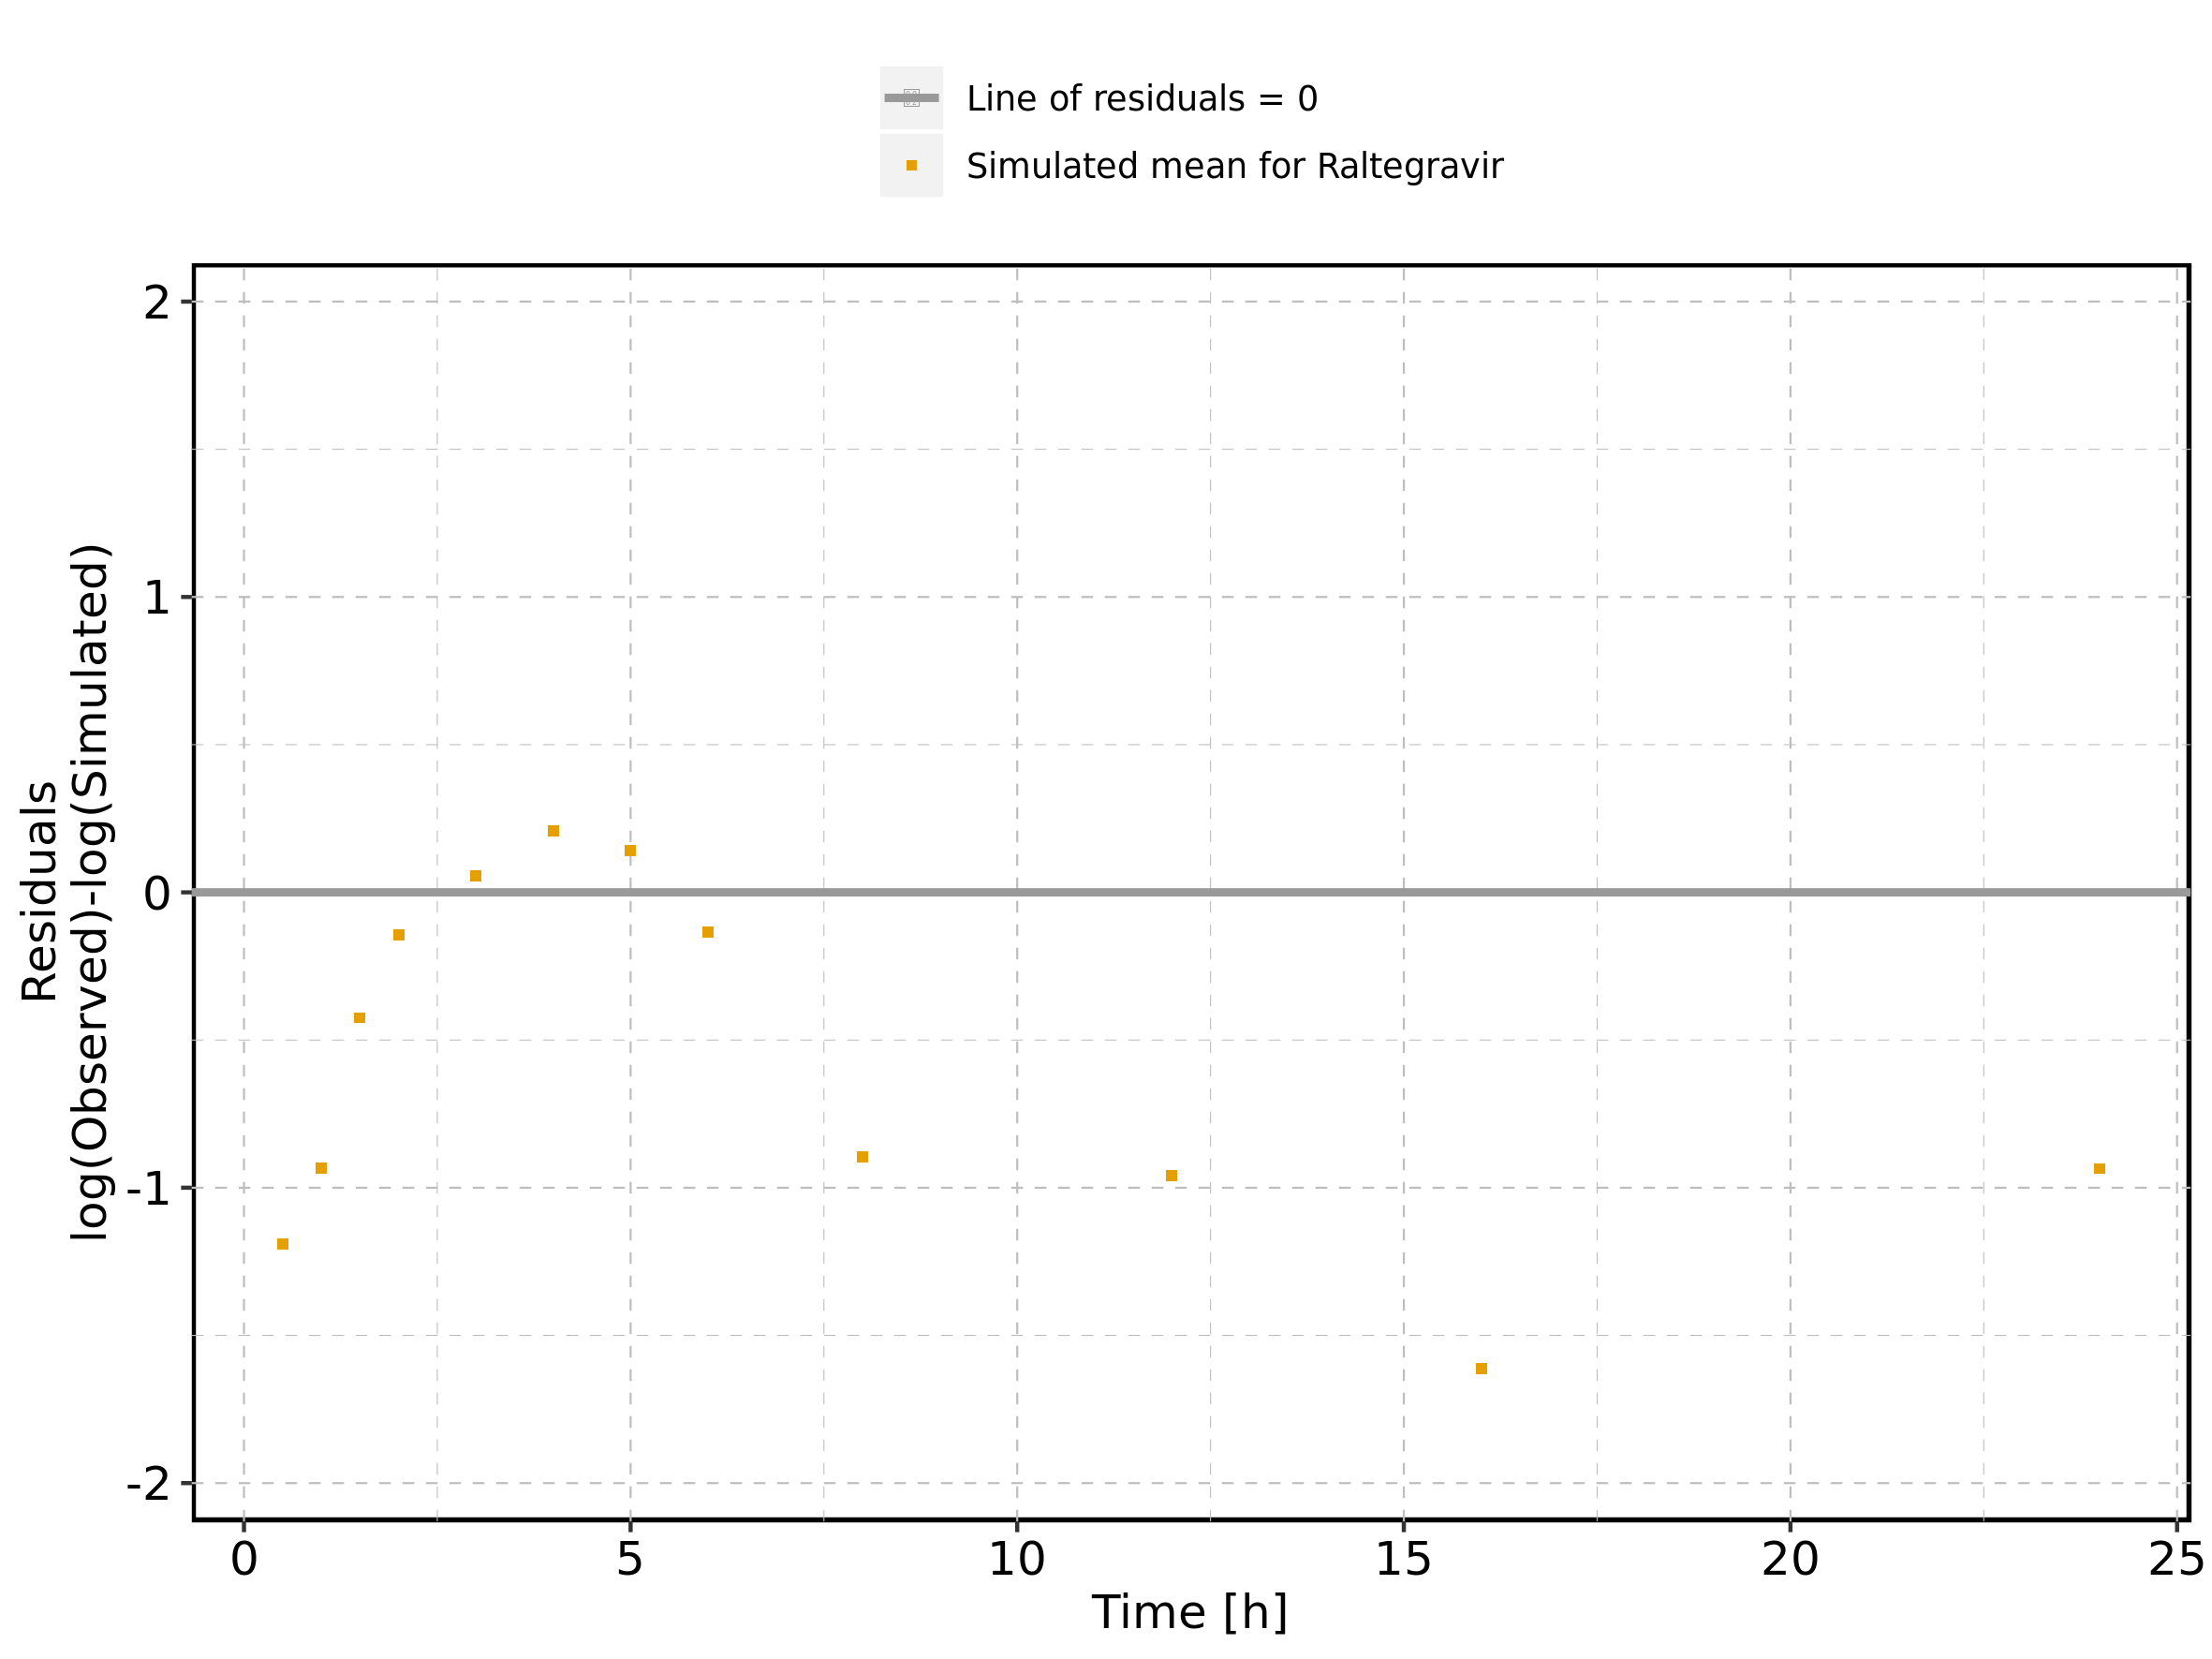 Line of residuals = 0
Simulated mean for Raltegravir
Residuals
log(Observed)-log(Simulated)
2
1
0
-1
-2
0 5 10 15 20 25
Time [h]